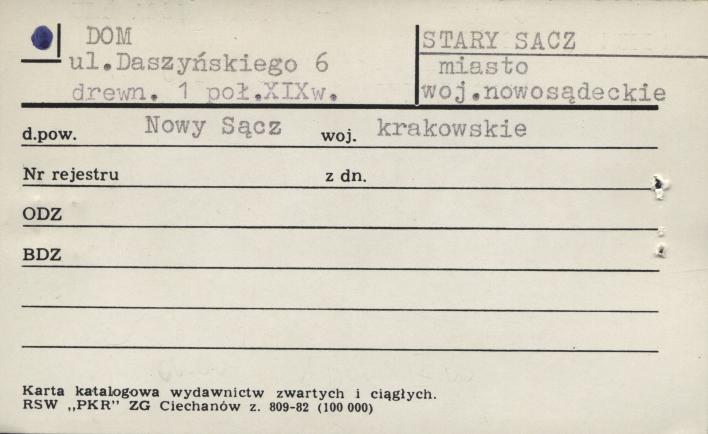 DOM
ul.Daszyńskiego 6
drewn. 1 poł.XIXw.
STARY SACZ
miasto
woj.nowosądeckie
d.pow. Nowy Sącz woj. krakowskie
Nr rejestru z dn.
ODZ
BDZ
Karta katalogowa wydawnictw zwartych i ciągłych.
RSW „PKR” ZG Ciechanów z. 809-82 (100 000)